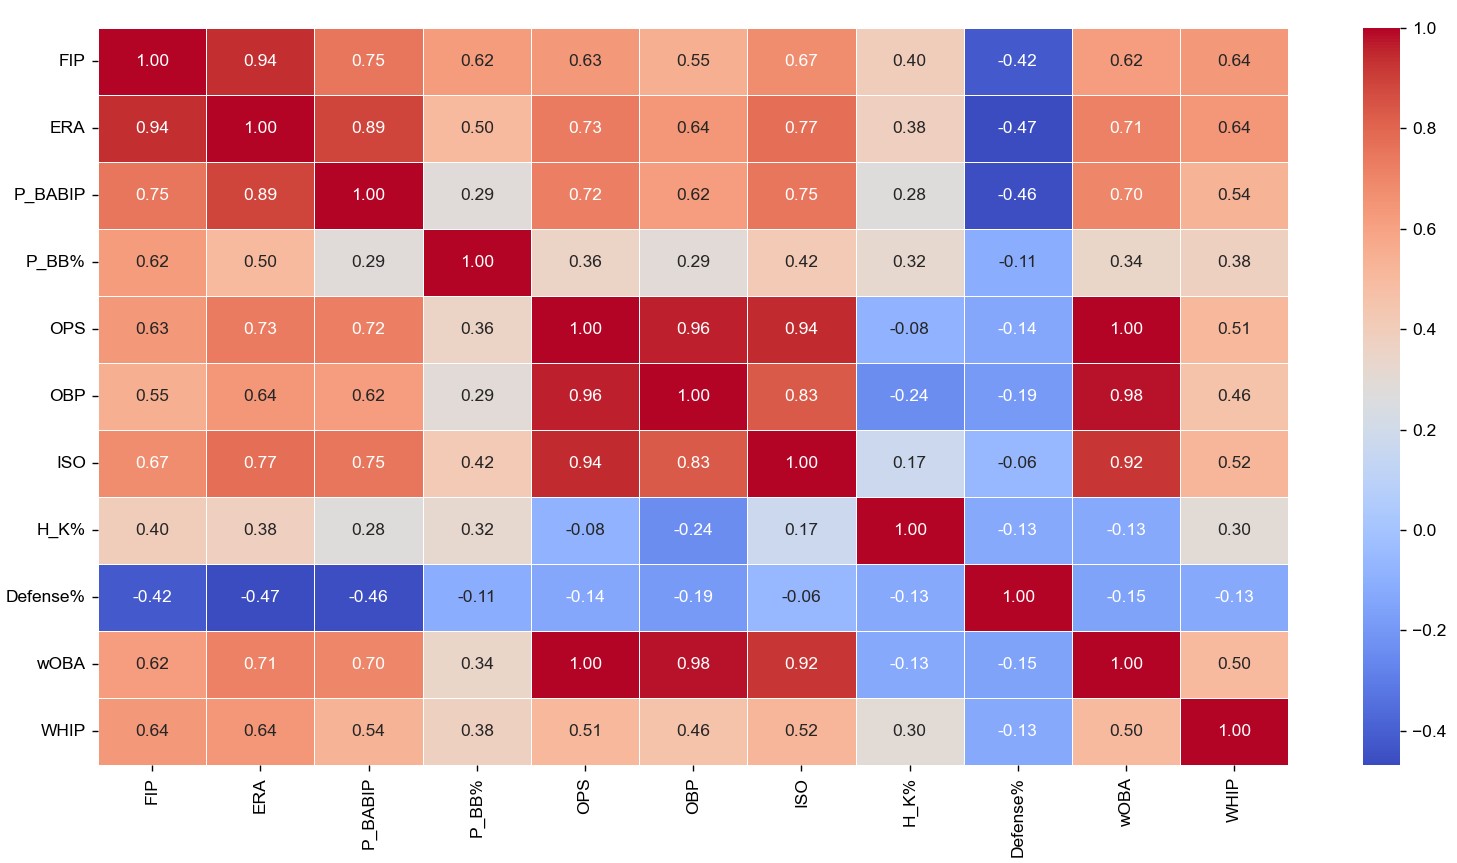 FIP 1.00 0.94 0.75 0.62 0.63 0.55 0.67 0.40 -0.42 0.62 0.64
ERA 0.94 1.00 0.89 0.50 0.73 0.64 0.77 0.38 -0.47 0.71 0.64
P_BABIP 0.75 0.89 1.00 0.29 0.72 0.62 0.75 0.28 -0.46 0.70 0.54
P_BB% 0.62 0.50 0.29 1.00 0.36 0.29 0.42 0.32 -0.11 0.34 0.38
OPS 0.63 0.73 0.72 0.36 1.00 0.96 0.94 -0.08 -0.14 1.00 0.51
OBP 0.55 0.64 0.62 0.29 0.96 1.00 0.83 -0.24 -0.19 0.98 0.46
ISO 0.67 0.77 0.75 0.42 0.94 0.83 1.00 0.17 -0.06 0.92 0.52
H_K% 0.40 0.38 0.28 0.32 -0.08 -0.24 0.17 1.00 -0.13 -0.13 0.30
Defense% -0.42 -0.47 -0.46 -0.11 -0.14 -0.19 -0.06 -0.13 1.00 -0.15 -0.13
wOBA 0.62 0.71 0.70 0.34 1.00 0.98 0.92 -0.13 -0.15 1.00 0.50
WHIP 0.64 0.64 0.54 0.38 0.51 0.46 0.52 0.30 -0.13 0.50 1.00
FIP ERA P_BABIP P_BB% OPS OBP ISO H_K% Defense% wOBA WHIP
1.0
0.8
0.6
0.4
0.2
0.0
−0.2
−0.4